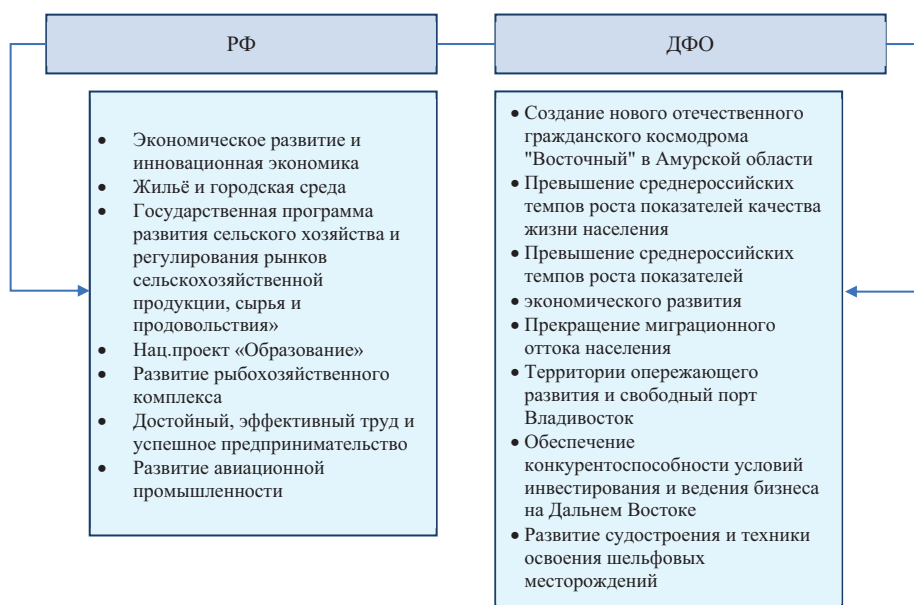 РФ
ДФО
• Экономическое развитие и
инновационная экономика
• Жильё и городская среда
• Государственная программа
развития сельского хозяйства и
регулирования рынков
сельскохозяйственной
продукции, сырья и
продовольствия»
• Нац.проект «Образование»
• Развитие рыбохозяйственного
комплекса
• Достойный, эффективный труд и
успешное предпринимательство
• Развитие авиационной
промышленности
• Создание нового отечественного
гражданского космодрома
"Восточный" в Амурской области
• Превышение среднероссийских
темпов роста показателей качества
жизни населения
• Превышение среднероссийских
темпов роста показателей
• экономического развития
• Прекращение миграционного
оттока населения
• Территории опережающего
развития и свободный порт
Владивосток
• Обеспечение
конкурентоспособности условий
инвестирования и ведения бизнеса
на Дальнем Востоке
• Развитие судостроения и техники
освоения шельфовых
месторождений